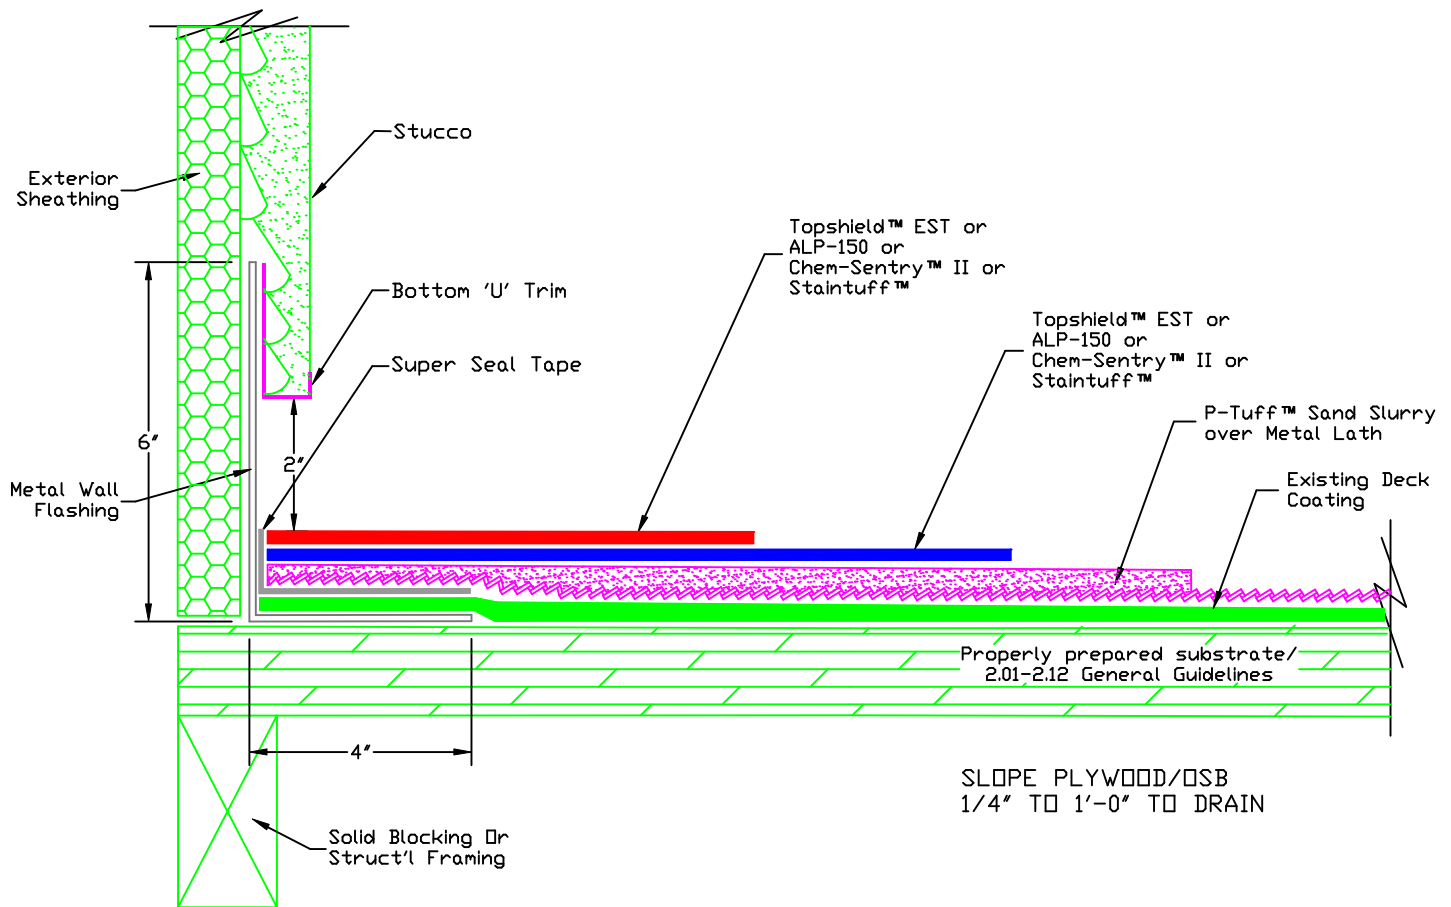 Stucco
Exterior
Sheathing
Topshield™ EST or
ALP-150 or
Chem-Sentry™ II or
Staintuff™
Bottom 'U' Trim
Topshield™ EST or
ALP-150 or
Chem-Sentry™ II or
Staintuff™
Super Seal Tape
P-Tuff™ Sand Slurry
over Metal Lath
6"
2"
Metal Wall
Flashing
Existing Deck
Coating
Properly prepared substrate/
2.01-2.12 General Guidelines
4"
SLOPE PLYWOOD/OSB
1/4" TO 1'-0" TO DRAIN
Solid Blocking Or
Struct'l Framing